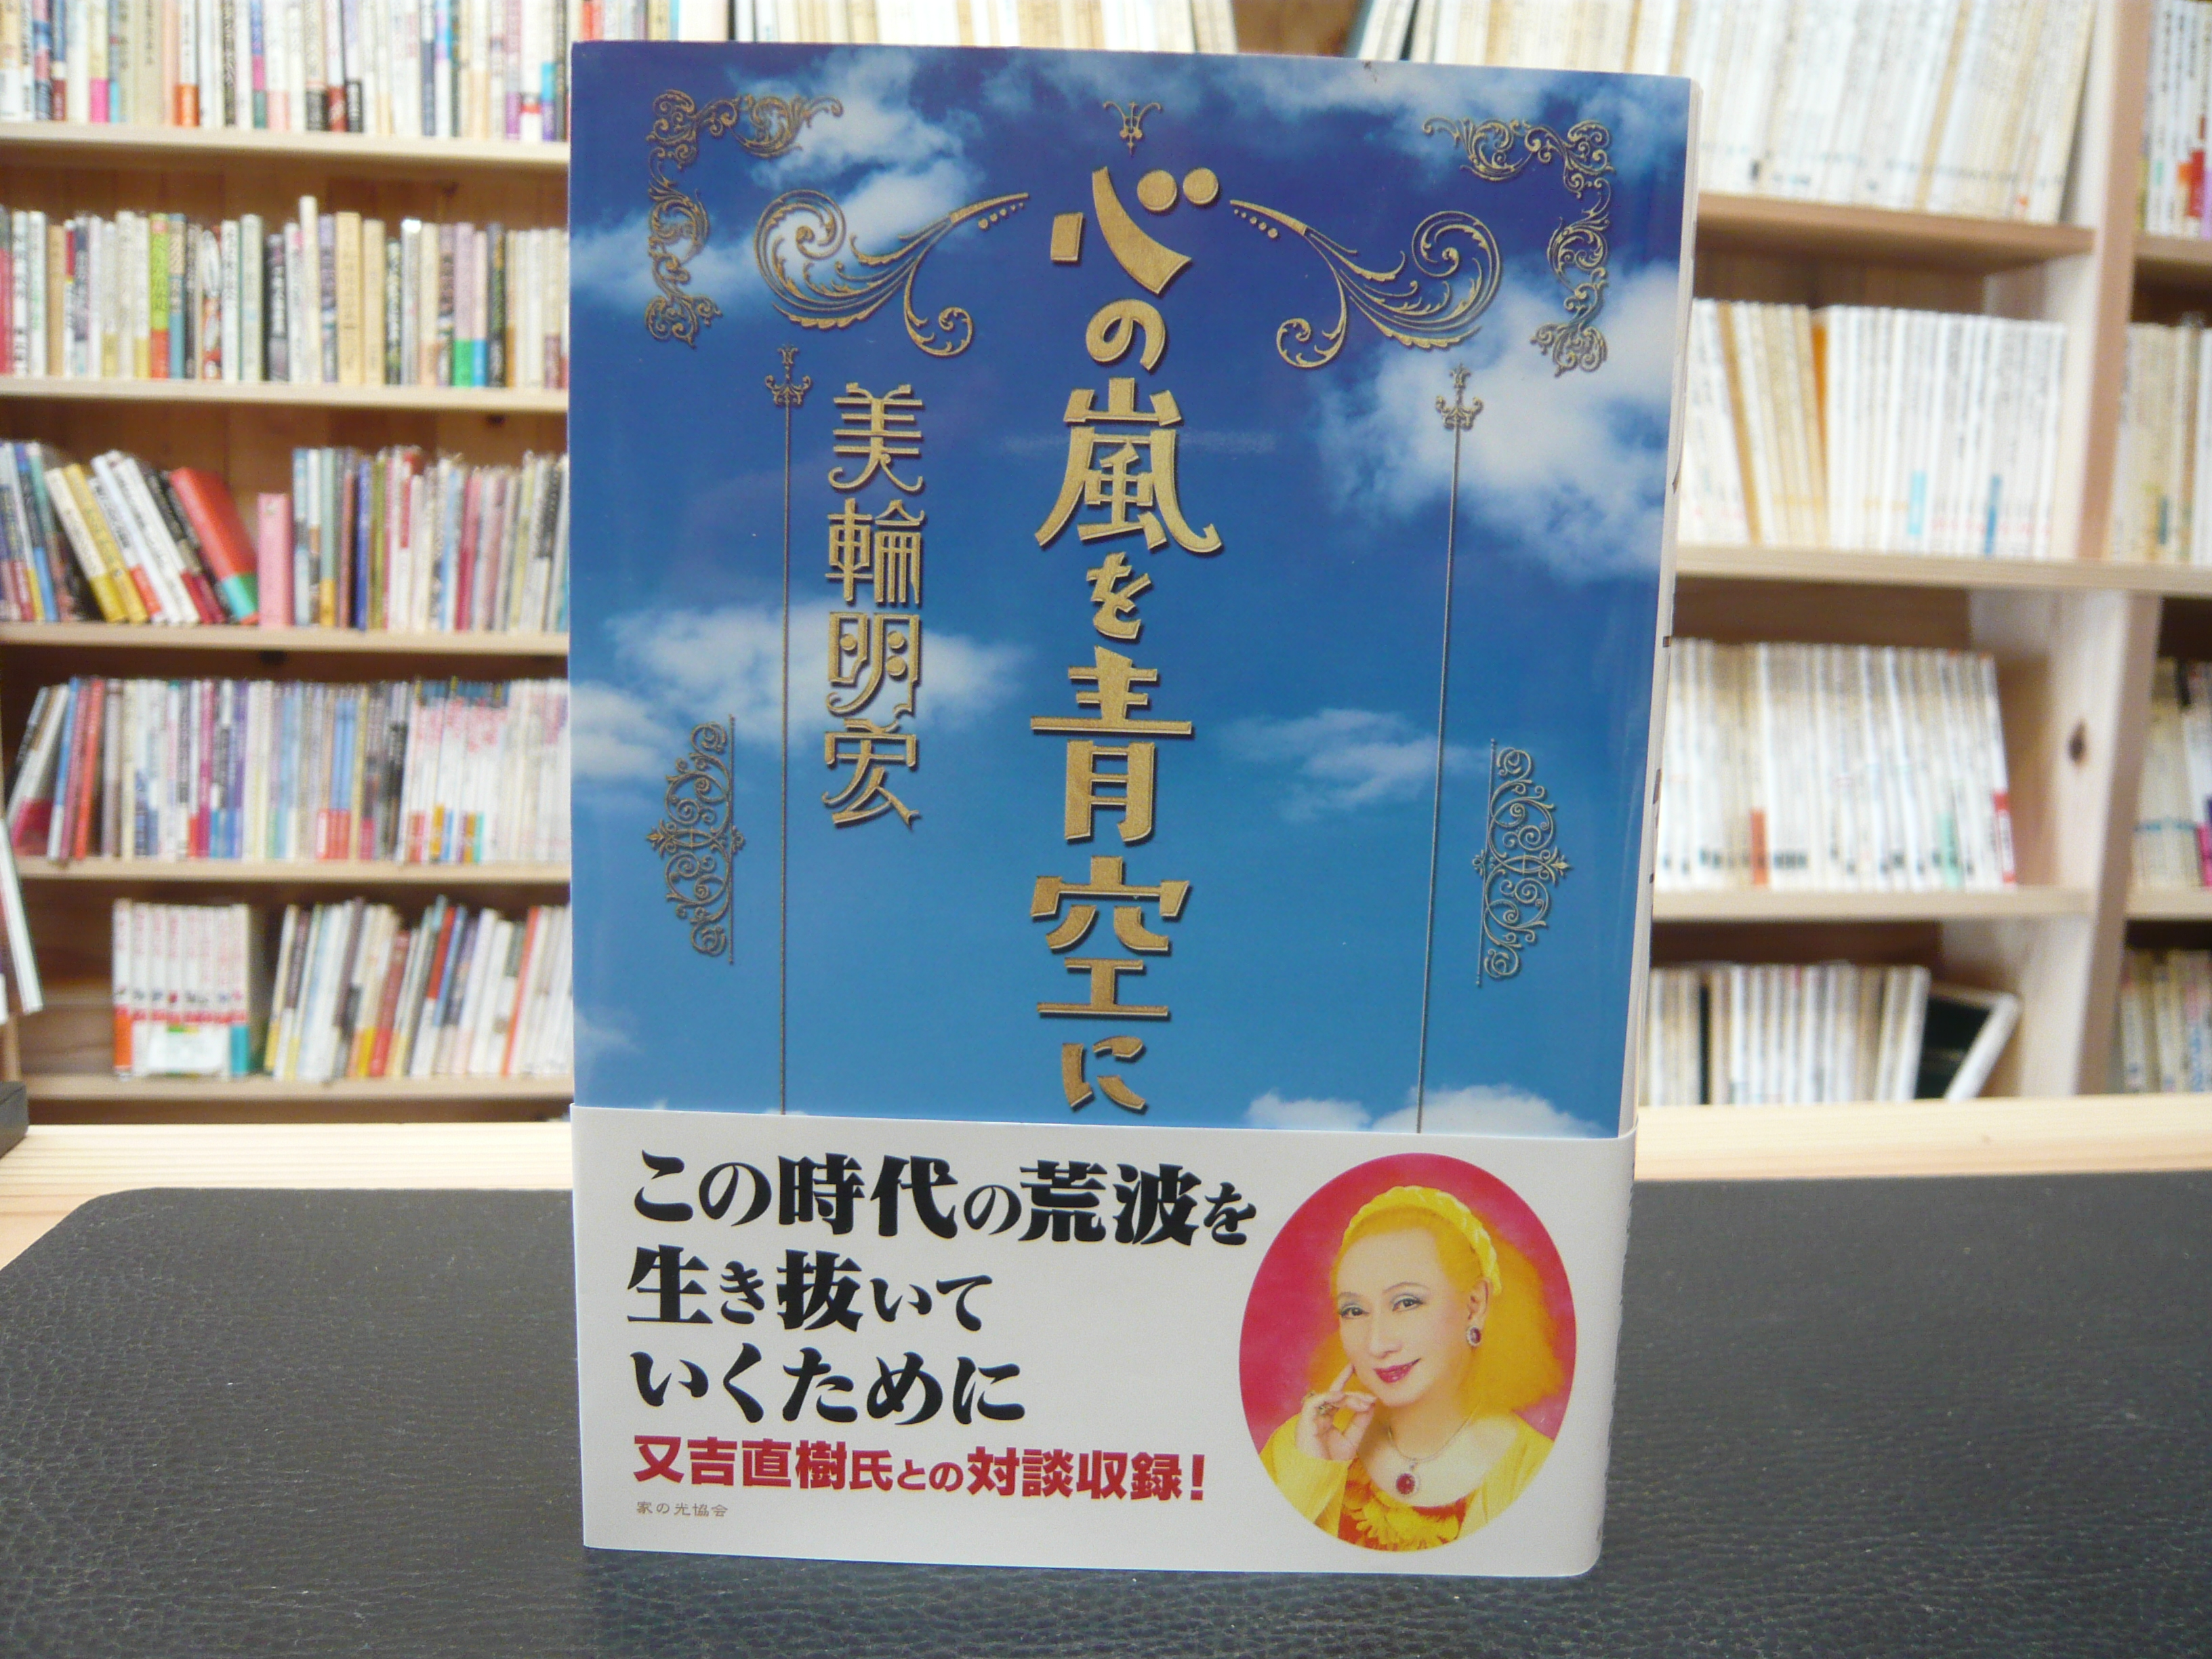 心の嵐を青空に
美輪明宏
この時代の荒波を
生き抜いて
いくために
又吉直樹氏との対談収録!
家の光協会